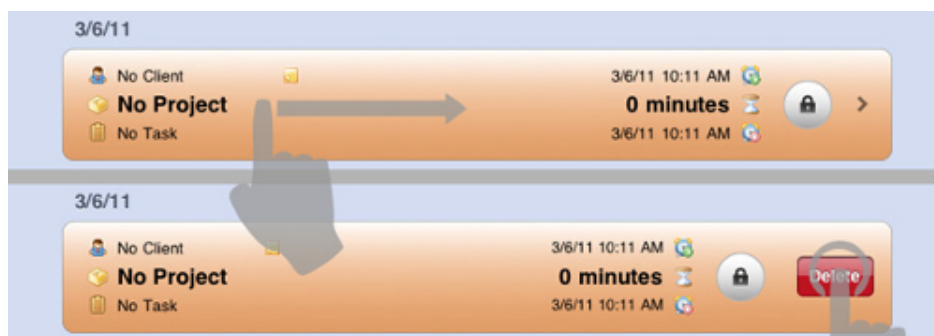 3/6/11
No Client
3/6/11 10:11 AM
No Project
0 minutes
No Task
3/6/11 10:11 AM
3/6/11
No Client
3/6/11 10:11 AM
No Project
0 minutes
Delete
No Task
3/6/11 10:11 AM